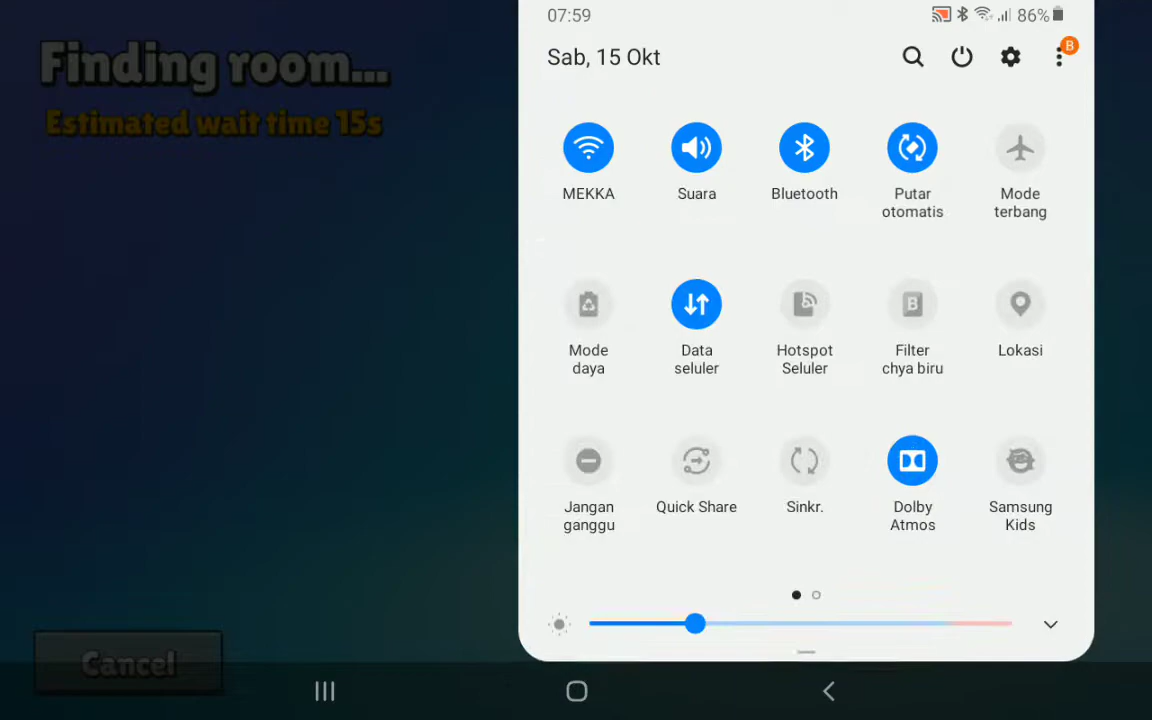 Finding room...
Estimated wait time 15s
07:59
86%
Sab, 15 Okt
B
MEKKA
Suara
Bluetooth
Putar
otomatis
Mode
terbang
Mode
daya
Data
seluler
Hotspot
Seluler
B
Filter
chya biru
Lokasi
Jangan
ganggu
Quick Share
Sinkr.
Dolby
Atmos
Samsung
Kids
Cancel